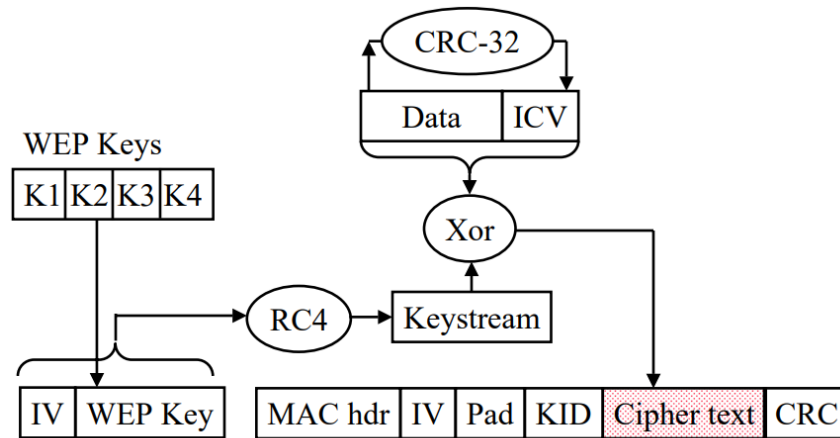 CRC-32
Data ICV
WEP Keys
K1 K2 K3 K4
Xor
RC4 Keystream
IV WEP Key
MAC hdr IV Pad KID Cipher text CRC